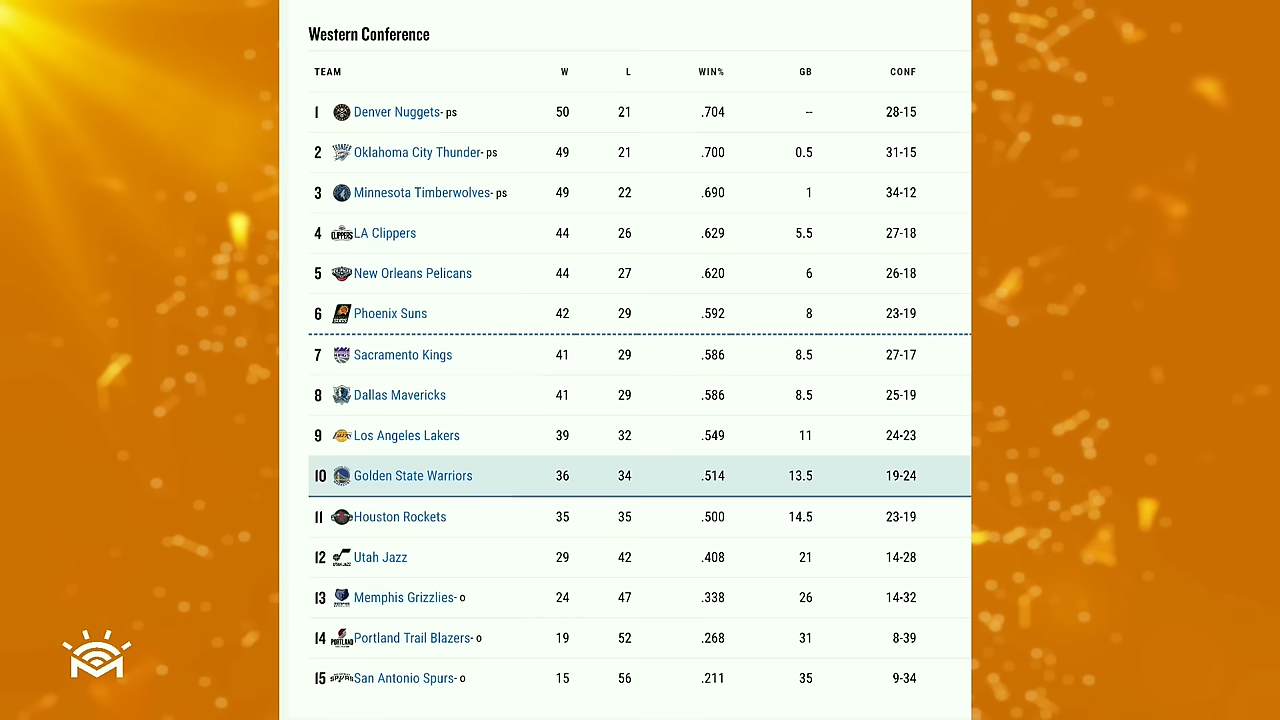 Western Conference
TEAM W L WIN% GB CONF
1 Denver Nuggets- ps 50 21 .704 – 28-15
2 Oklahoma City Thunder- ps 49 21 .700 0.5 31-15
3 Minnesota Timberwolves- ps 49 22 .690 1 34-12
4 LA Clippers 44 26 .629 5.5 27-18
5 New Orleans Pelicans 44 27 .620 6 26-18
6 Phoenix Suns 42 29 .592 8 23-19
7 Sacramento Kings 41 29 .586 8.5 27-17
8 Dallas Mavericks 41 29 .586 8.5 25-19
9 Los Angeles Lakers 39 32 .549 11 24-23
10 Golden State Warriors 36 34 .514 13.5 19-24
11 Houston Rockets 35 35 .500 14.5 23-19
12 Utah Jazz 29 42 .408 21 14-28
13 Memphis Grizzlies- o 24 47 .338 26 14-32
14 Portland Trail Blazers- o 19 52 .268 31 8-39
15 San Antonio Spurs- o 15 56 .211 35 9-34